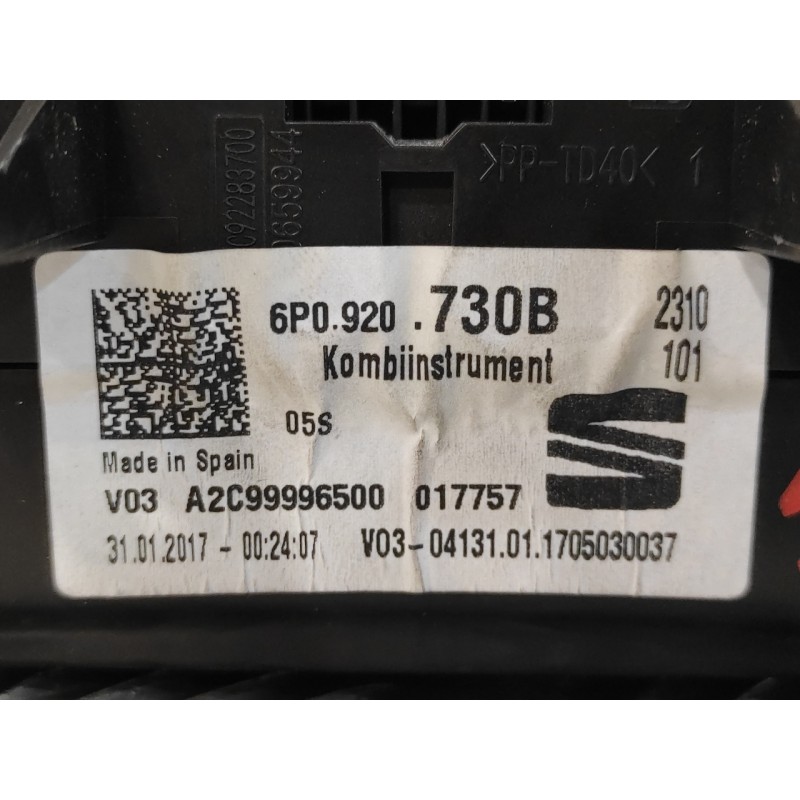 C92283700
0659944
>PP-TD40< 1
6P0.920 .730B 2310
Kombiinstrument 101
05S
Made in Spain
V03 A2C99996500 017757
31.01.2017 - 00:24:07 V03-04131.01.1705030037